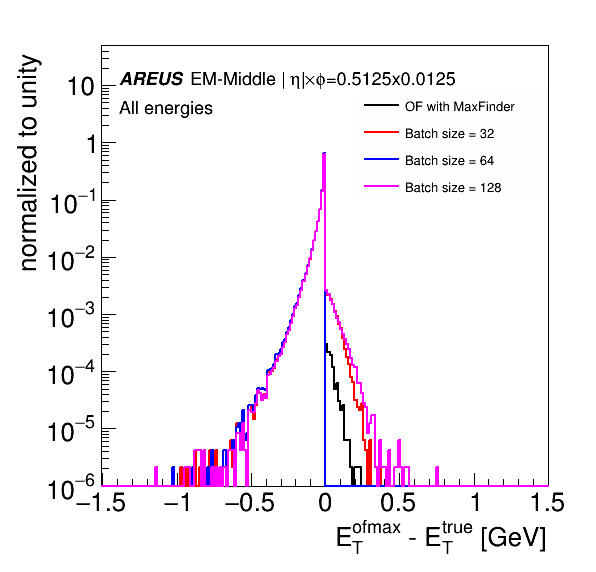 AREUS EM-Middle | η|×ϕ=0.5125x0.0125
All energies
OF with MaxFinder
Batch size = 32
Batch size = 64
Batch size = 128
normalized to unity
10
1
10⁻¹
10⁻²
10⁻³
10⁻⁴
10⁻⁵
10⁻⁶
−1.5 −1 −0.5 0 0.5 1 1.5
E_T^ofmax - E_T^true [GeV]